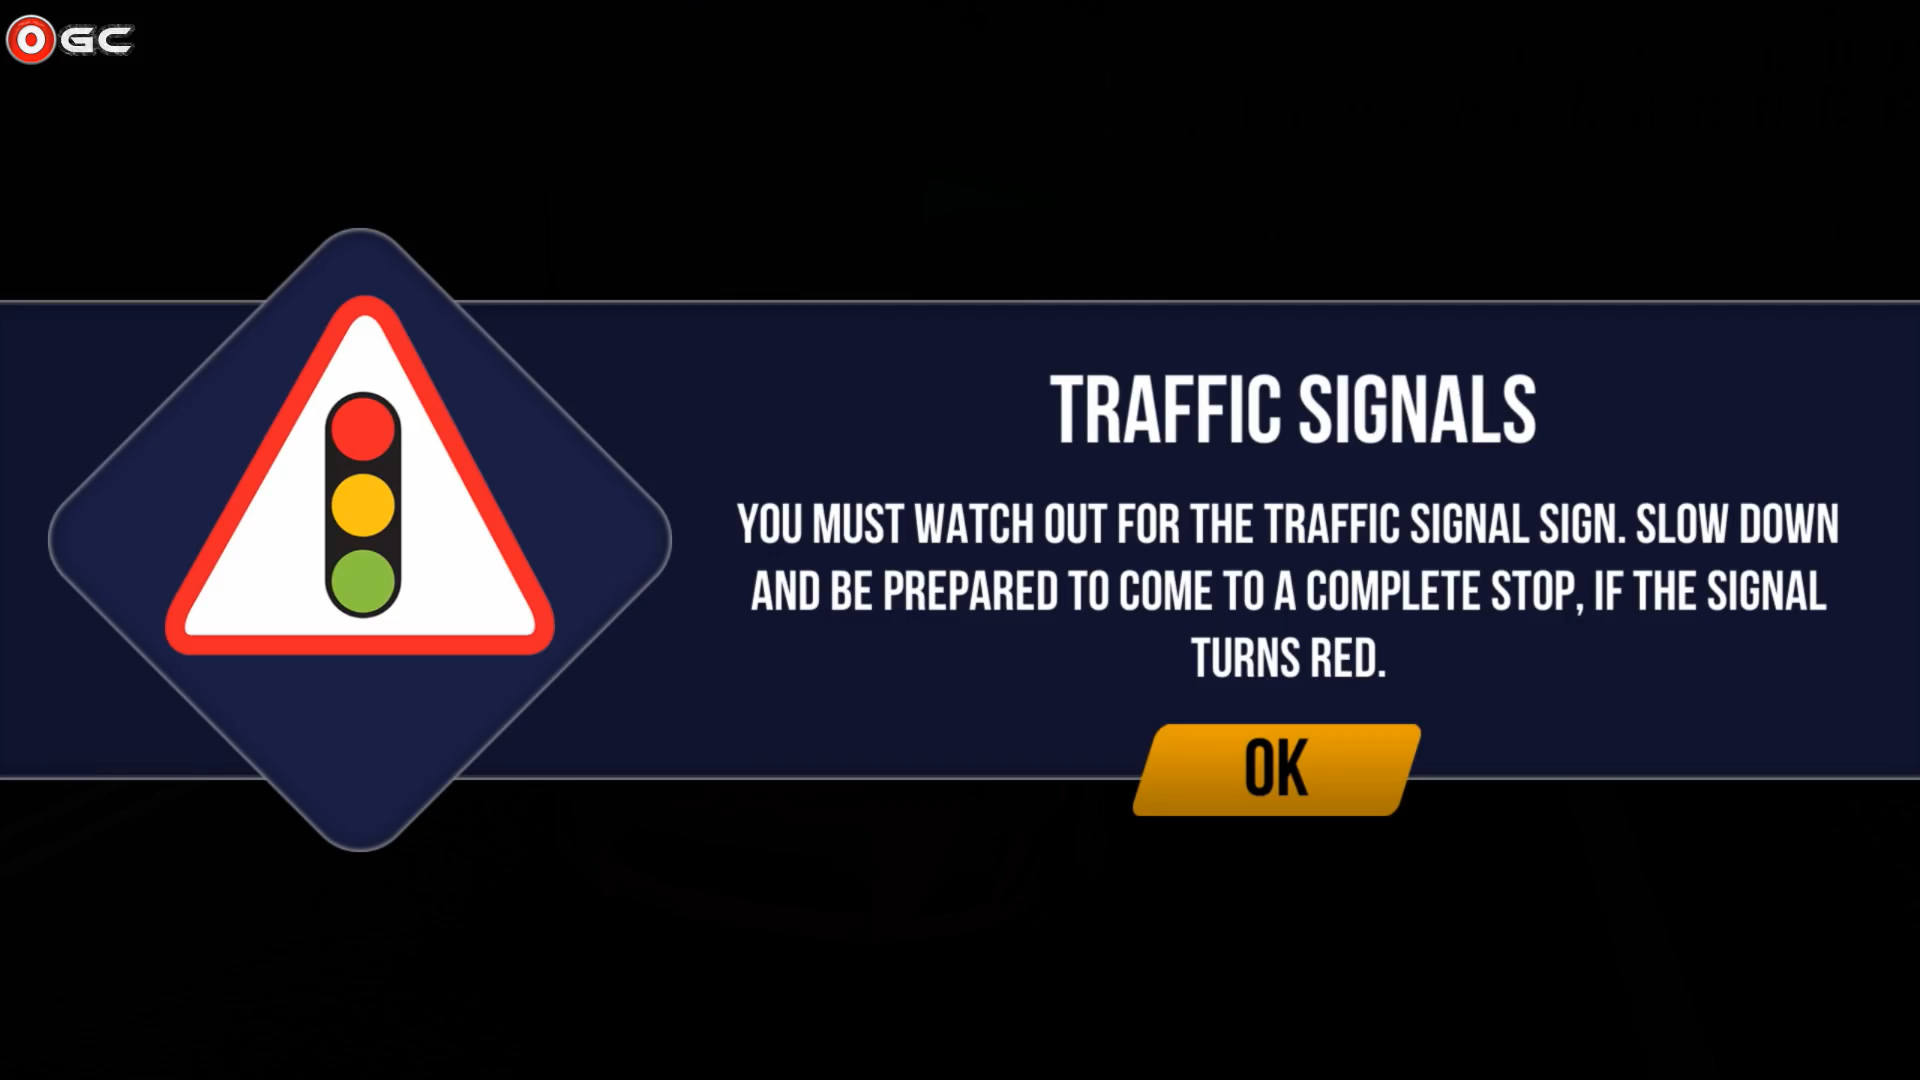 OGC
TRAFFIC SIGNALS
YOU MUST WATCH OUT FOR THE TRAFFIC SIGNAL SIGN. SLOW DOWN
AND BE PREPARED TO COME TO A COMPLETE STOP, IF THE SIGNAL
TURNS RED.
OK